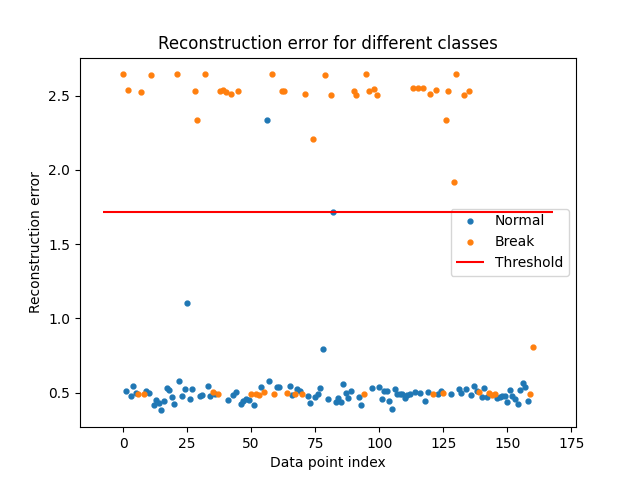 Reconstruction error for different classes
Reconstruction error
2.5
2.0
1.5
1.0
0.5
Normal
Break
Threshold
0
25
50
75
100
125
150
175
Data point index